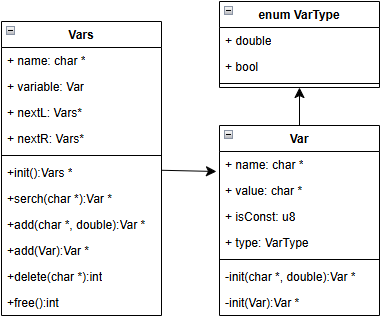 Vars
+ name: char *
+ variable: Var
+ nextL: Vars*
+ nextR: Vars*
+init():Vars *
+serch(char *):Var *
+add(char *, double):Var *
+add(Var):Var *
+delete(char *):int
+free():int
enum VarType
+ double
+ bool
Var
+ name: char *
+ value: char *
+ isConst: u8
+ type: VarType
-init(char *, double):Var *
-init(Var):Var *